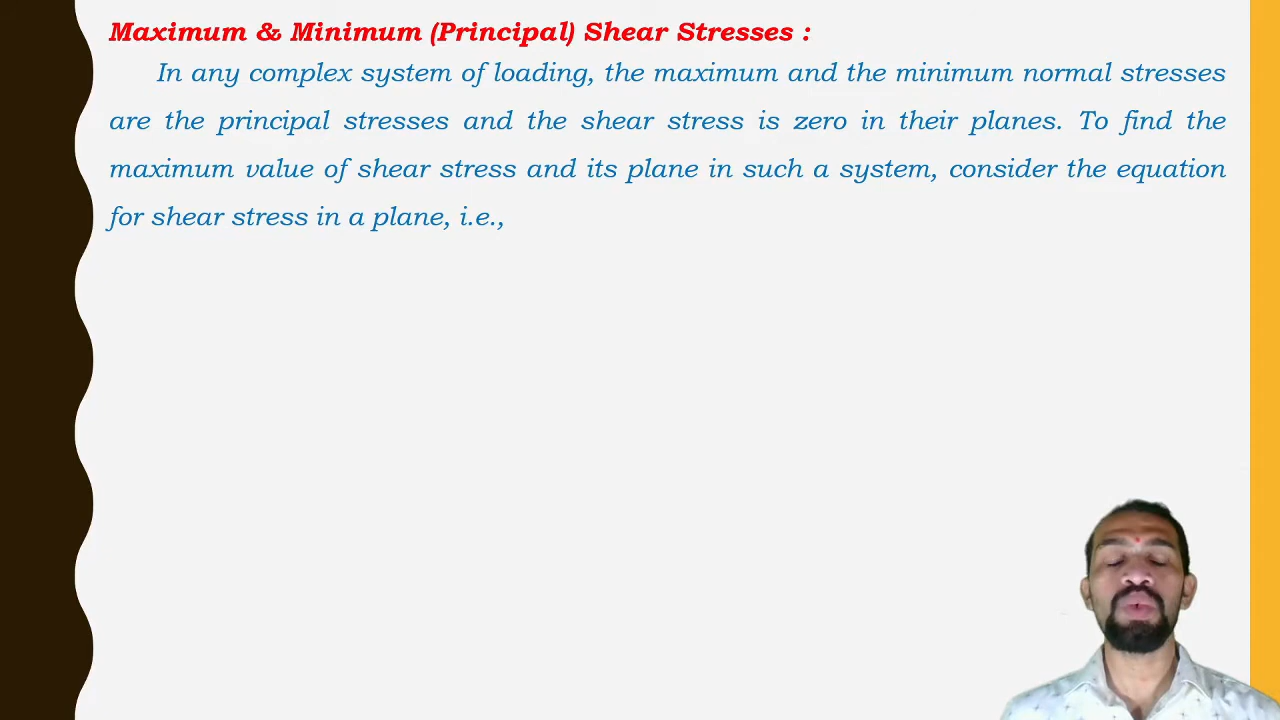 Maximum & Minimum (Principal) Shear Stresses :
In any complex system of loading, the maximum and the minimum normal stresses
are the principal stresses and the shear stress is zero in their planes. To find the
maximum value of shear stress and its plane in such a system, consider the equation
for shear stress in a plane, i.e.,